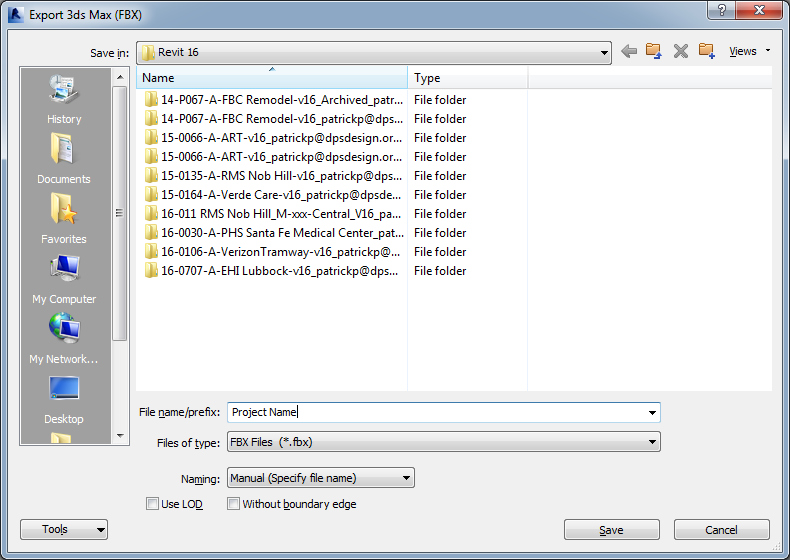 Export 3ds Max (FBX)
Save in: Revit 16 Views
Name Type
14-P067-A-FBC Remodel-v16_Archived_patr... File folder
14-P067-A-FBC Remodel-v16_patrickp@dps... File folder
15-0066-A-ART-v16_patrickp@dpsdesign.or... File folder
15-0066-A-ART-v16_patrickp@dpsdesign.or... File folder
15-0135-A-RMS Nob Hill-v16_patrickp@dps... File folder
15-0164-A-Verde Care-v16_patrickp@dpsde... File folder
16-011 RMS Nob Hill_M-xxx-Central_V16_pa... File folder
16-0030-A-PHS Santa Fe Medical Center_pat... File folder
16-0106-A-VerizonTramway-v16_patrickp@... File folder
16-0707-A-EHI Lubbock-v16_patrickp@dps... File folder
History
Documents
Favorites
My Computer
My Network...
Desktop
File name/prefix: Project Name
Files of type: FBX Files (*.fbx)
Naming: Manual (Specify file name)
Use LOD Without boundary edge
Tools Save Cancel